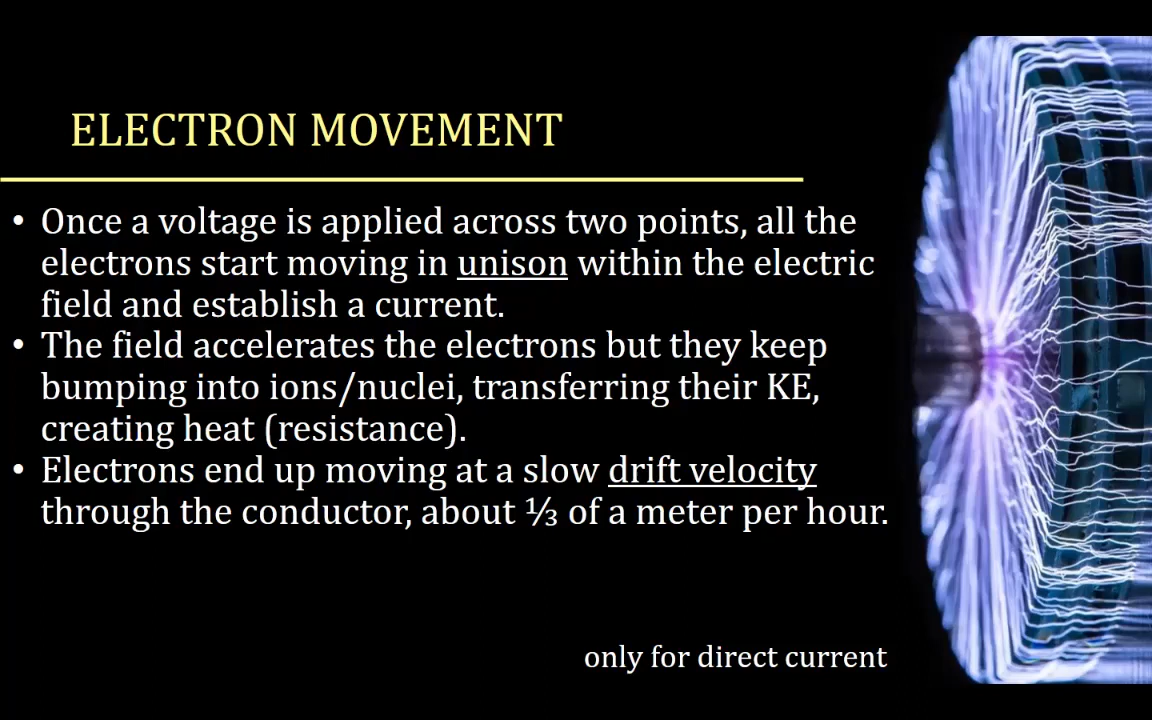 ELECTRON MOVEMENT
• Once a voltage is applied across two points, all the
electrons start moving in unison within the electric
field and establish a current.
• The field accelerates the electrons but they keep
bumping into ions/nuclei, transferring their KE,
creating heat (resistance).
• Electrons end up moving at a slow drift velocity
through the conductor, about ⅓ of a meter per hour.
only for direct current